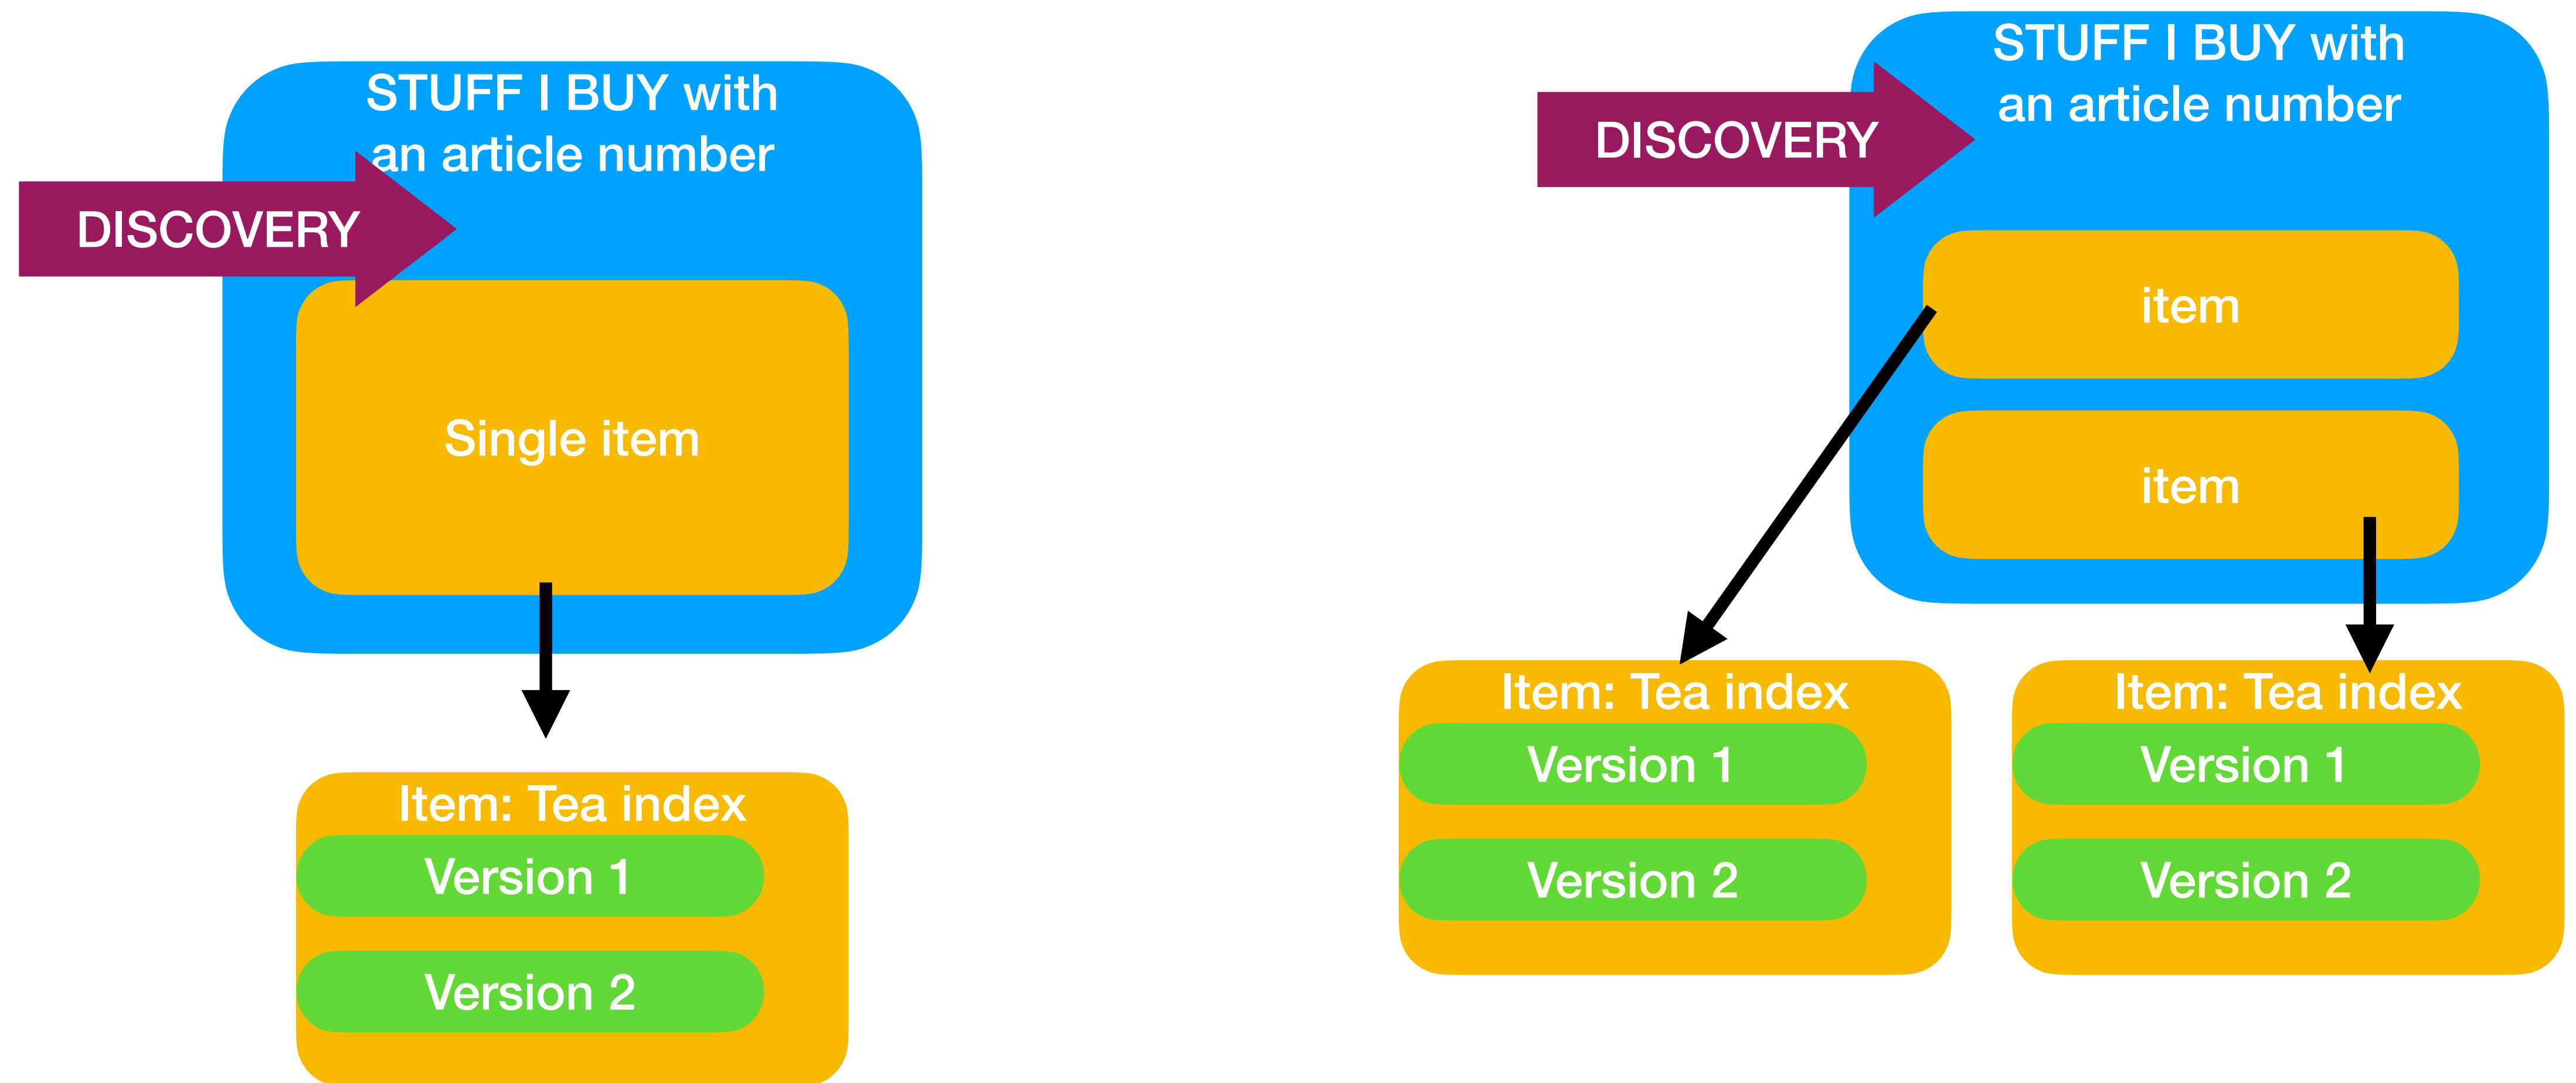 STUFF I BUY with
an article number
DISCOVERY
Single item
Item: Tea index
Version 1
Version 2
STUFF I BUY with
an article number
DISCOVERY
item
item
Item: Tea index
Version 1
Version 2
Item: Tea index
Version 1
Version 2